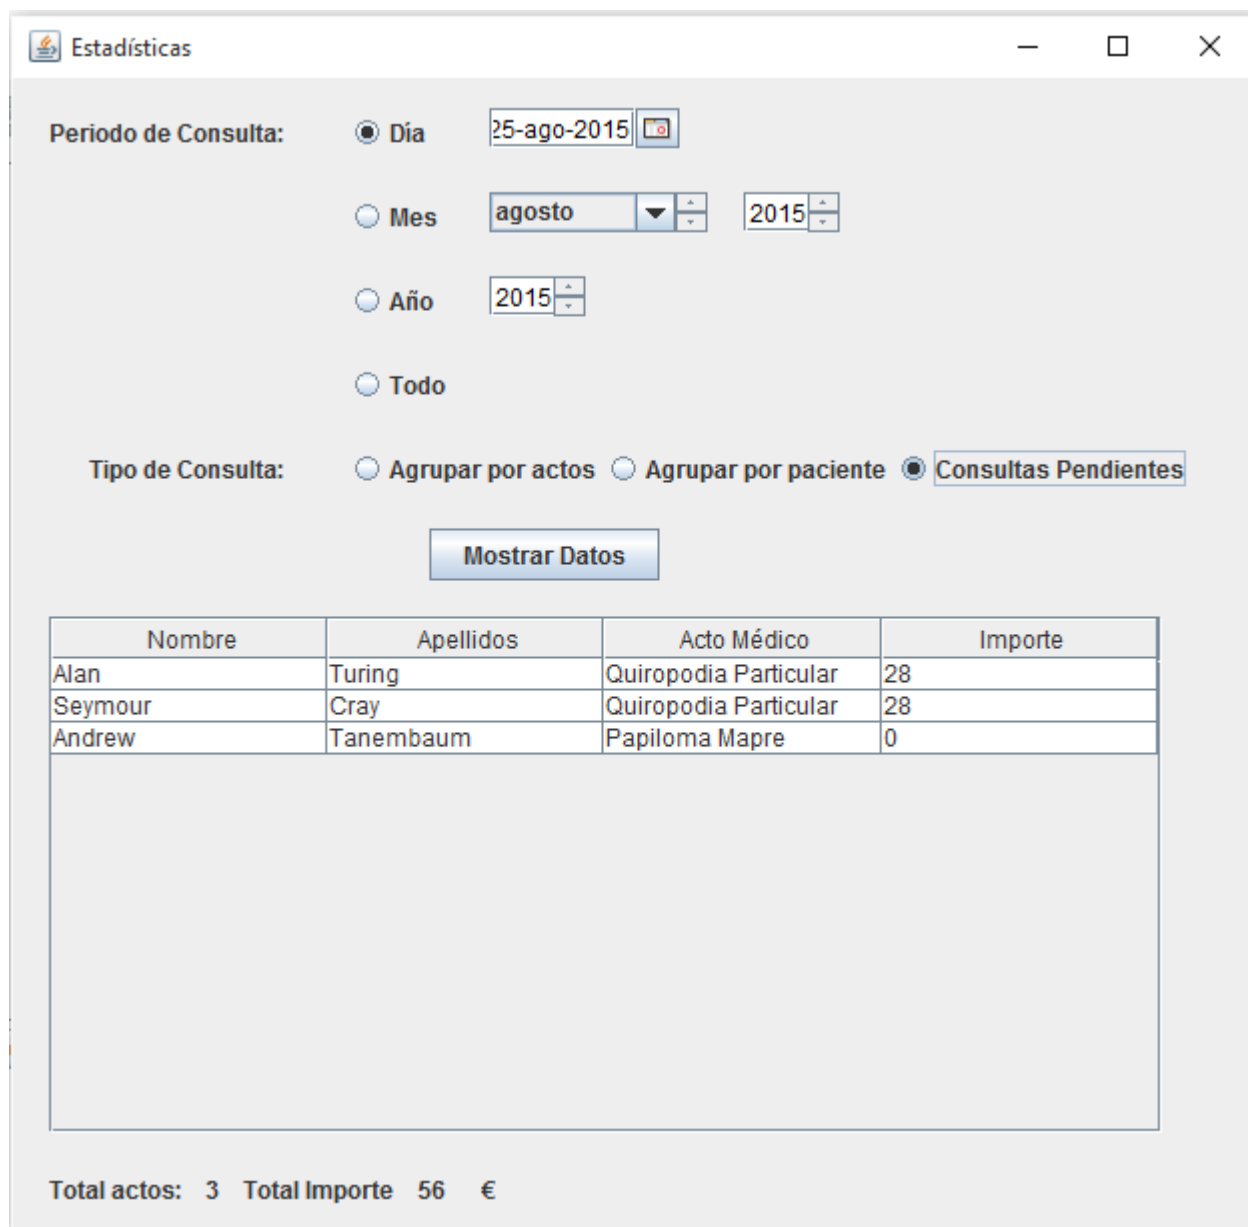 Estadísticas
Periodo de Consulta: Día 25-ago-2015
Mes agosto 2015
Año 2015
Todo
Tipo de Consulta: Agrupar por actos Agrupar por paciente Consultas Pendientes
Mostrar Datos
Nombre Apellidos Acto Médico Importe
Alan Turing Quiropodia Particular 28
Seymour Cray Quiropodia Particular 28
Andrew Tanembaum Papiloma Mapre 0
Total actos: 3 Total Importe 56 €